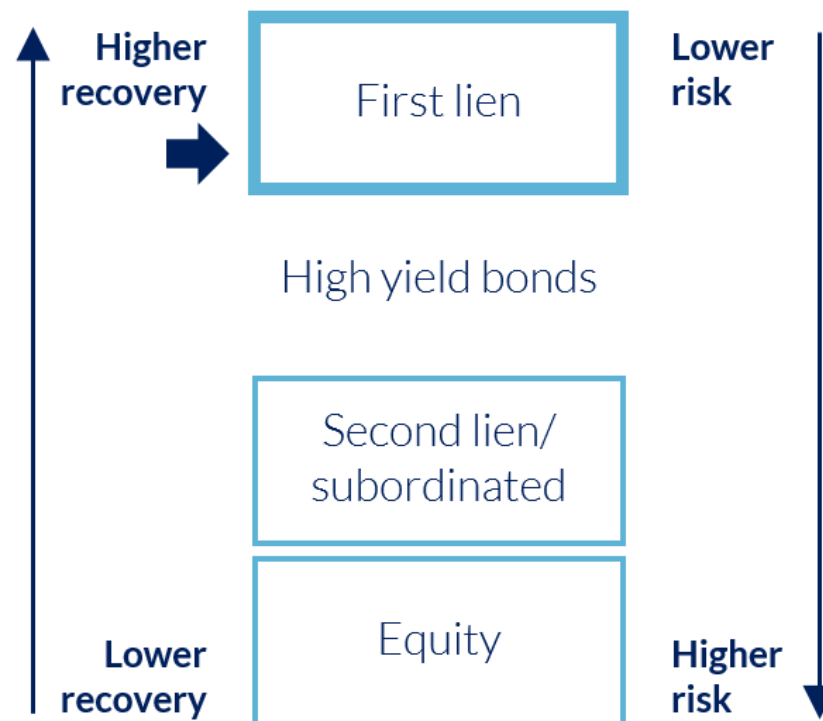 Higher
recovery
First lien
Lower
risk
High yield bonds
Second lien/
subordinated
Equity
Lower
recovery
Higher
risk